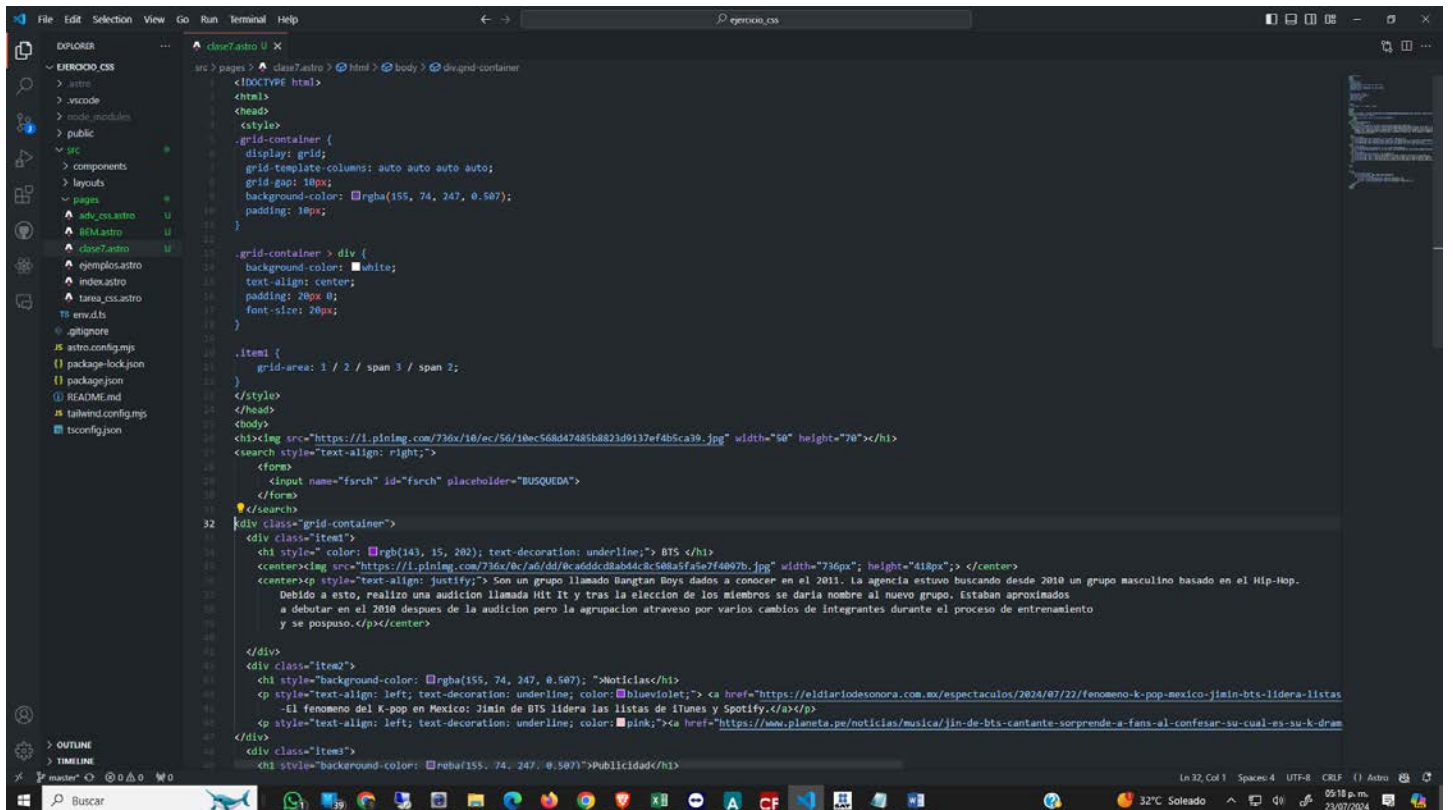 File Edit Selection View Go Run Terminal Help
ejercicio_css
EXPLORER
EJERCICIO_CSS
.astro
.vscode
node_modules
public
src
components
layouts
pages
adv_css.astro U
BEM.astro U
clase7.astro U
ejemplos.astro
index.astro
tarea_css.astro
TS env.d.ts
.gitignore
JS astro.config.mjs
{} package-lock.json
{} package.json
README.md
JS tailwind.config.mjs
tsconfig.json
OUTLINE
TIMELINE
clase7.astro U
src > pages > clase7.astro > html > body > div.grid-container
<!DOCTYPE html>
<html>
<head>
<style>
.grid-container {
display: grid;
grid-template-columns: auto auto auto auto;
grid-gap: 10px;
background-color: rgba(155, 74, 247, 0.507);
padding: 10px;
}
.grid-container > div {
background-color: white;
text-align: center;
padding: 20px 0;
font-size: 20px;
}
.item1 {
grid-area: 1 / 2 / span 3 / span 2;
}
</style>
</head>
<body>
<h1><img src="https://i.pinimg.com/736x/10/ec/56/10ec568d47485b8823d9137ef4b5ca39.jpg" width="50" height="70"></h1>
<search style="text-align: right;">
<form>
<input name="fsrch" id="fsrch" placeholder="BUSQUEDA">
</form>
</search>
32 <div class="grid-container">
<div class="item1">
<h1 style=" color: rgb(143, 15, 202); text-decoration: underline;"> BTS </h1>
<center><img src="https://i.pinimg.com/736x/0c/a6/dd/0ca6ddcd8ab44c8c508a5fa5e7f4097b.jpg" width="736px"; height="418px";> </center>
<center><p style="text-align: justify;"> Son un grupo llamado Bangtan Boys dados a conocer en el 2011. La agencia estuvo buscando desde 2010 un grupo masculino basado en el Hip-Hop.
Debido a esto, realizo una audicion llamada Hit It y tras la eleccion de los miembros se daria nombre al nuevo grupo. Estaban aproximados
a debutar en el 2010 despues de la audicion pero la agrupacion atraveso por varios cambios de integrantes durante el proceso de entrenamiento
y se pospuso.</p></center>
</div>
<div class="item2">
<h1 style="background-color: rgba(155, 74, 247, 0.507); ">Noticias</h1>
<p style="text-align: left; text-decoration: underline; color: blueviolet;"> <a href="https://eldiariodesonora.com.mx/espectaculos/2024/07/22/fenomeno-k-pop-mexico-jimin-bts-lidera-listas
-El fenomeno del K-pop en Mexico: Jimin de BTS lidera las listas de iTunes y Spotify.</a></p>
<p style="text-align: left; text-decoration: underline; color: pink;"><a href="https://www.planeta.pe/noticias/musica/jin-de-bts-cantante-sorprende-a-fans-al-confesar-su-cual-es-su-k-dram
</div>
<div class="item3">
<h1 style="background-color: rgba(155, 74, 247, 0.507)">Publicidad</h1>
master* 0 0 0
Ln 32, Col 1 Spaces: 4 UTF-8 CRLF Astro
Buscar
32°C Soleado
05:18 p. m.
23/07/2024